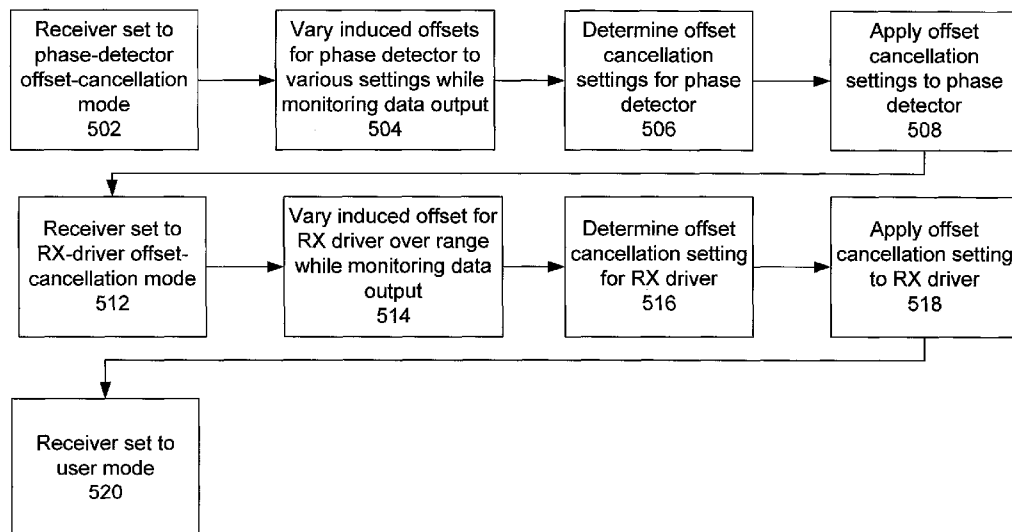 Receiver set to
phase-detector
offset-cancellation
mode
502
Vary induced offsets
for phase detector to
various settings while
monitoring data output
504
Determine offset
cancellation
settings for phase
detector
506
Apply offset
cancellation
settings to phase
detector
508
Receiver set to
RX-driver offset-
cancellation mode
512
Vary induced offset for
RX driver over range
while monitoring data
output
514
Determine offset
cancellation setting
for RX driver
516
Apply offset
cancellation setting
to RX driver
518
Receiver set to
user mode
520